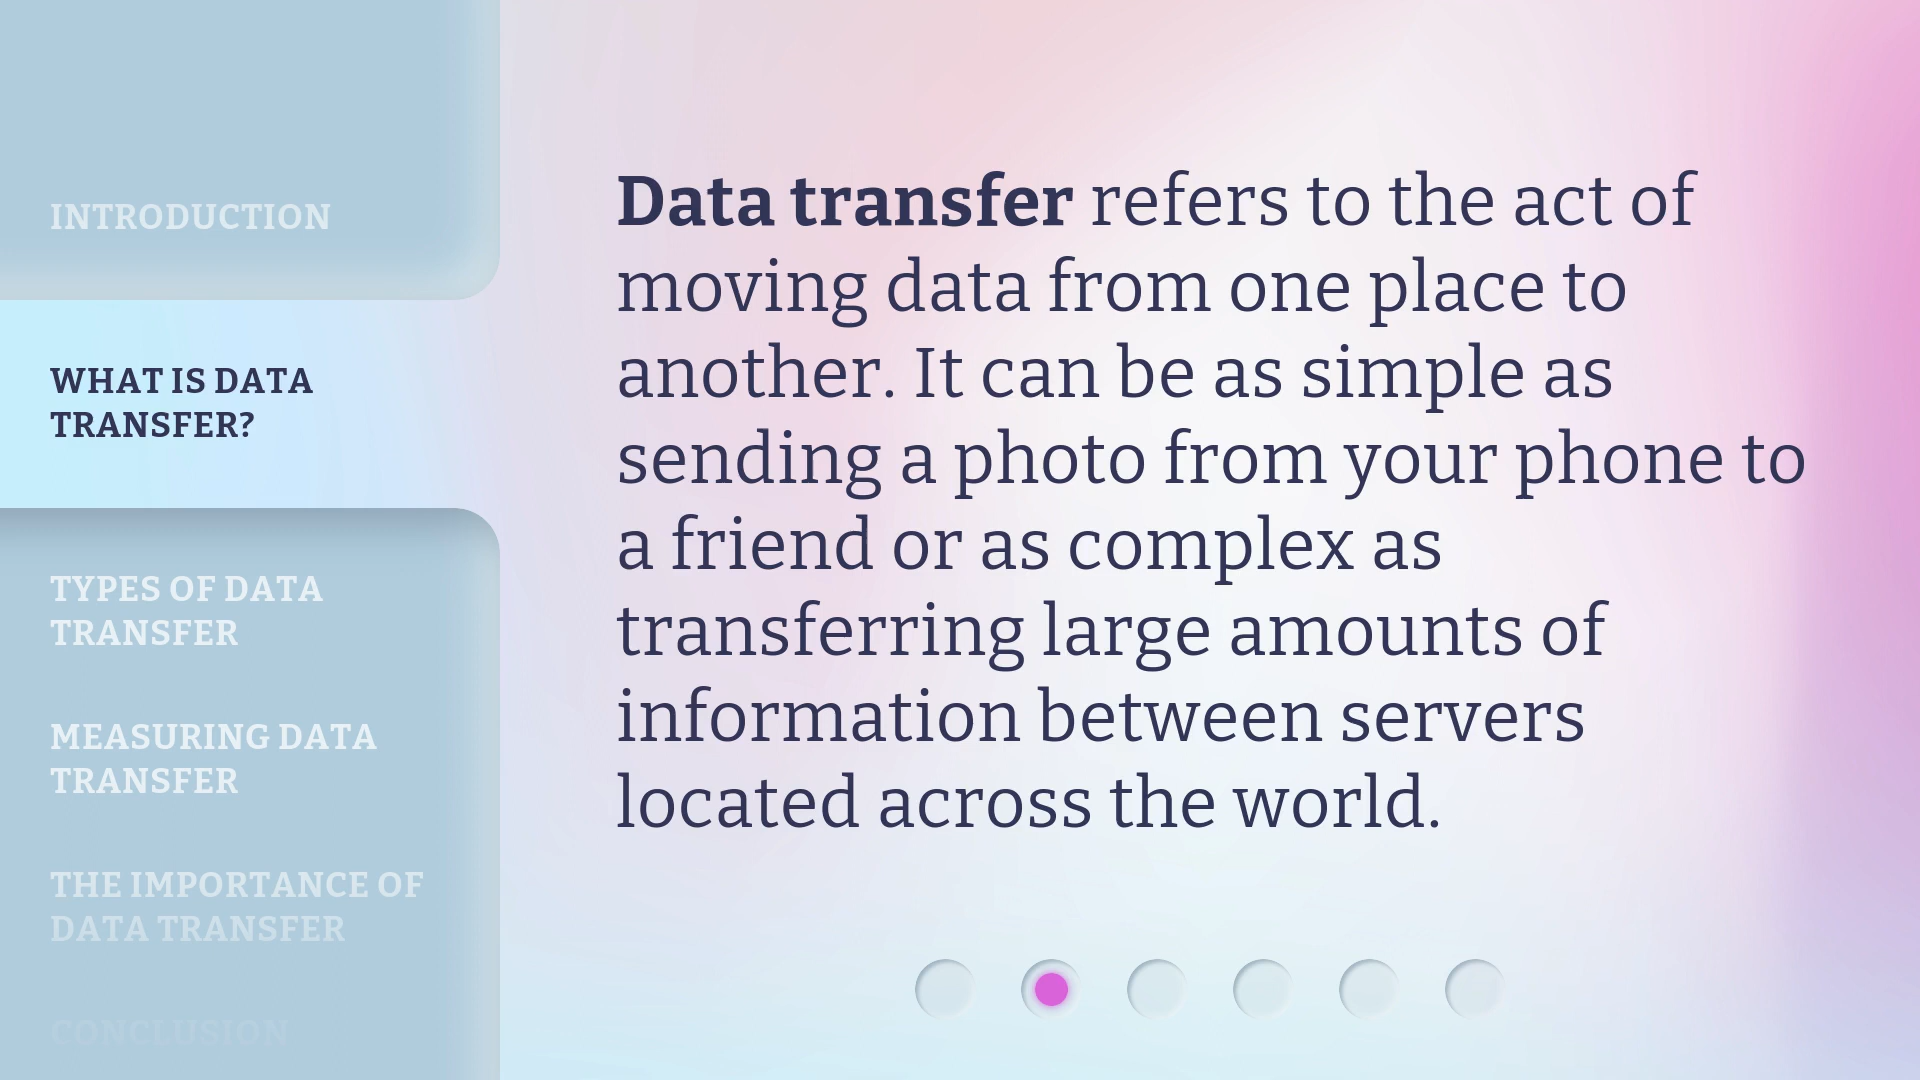 INTRODUCTION
WHAT IS DATA
TRANSFER?
TYPES OF DATA
TRANSFER
MEASURING DATA
TRANSFER
THE IMPORTANCE OF
DATA TRANSFER
CONCLUSION
Data transfer refers to the act of
moving data from one place to
another. It can be as simple as
sending a photo from your phone to
a friend or as complex as
transferring large amounts of
information between servers
located across the world.